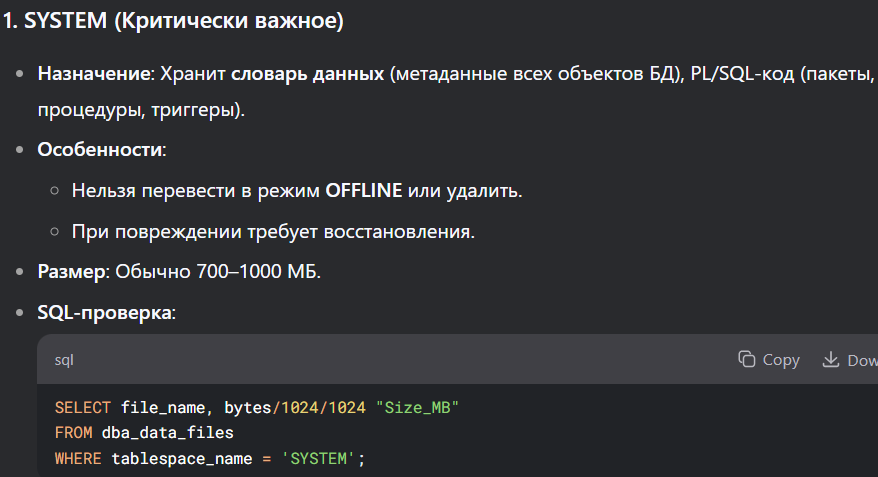 1. SYSTEM (Критически важное)
• Назначение: Хранит словарь данных (метаданные всех объектов БД), PL/SQL-код (пакеты,
процедуры, триггеры).
• Особенности:
○ Нельзя перевести в режим OFFLINE или удалить.
○ При повреждении требует восстановления.
• Размер: Обычно 700–1000 МБ.
• SQL-проверка:
sql Copy
SELECT file_name, bytes/1024/1024 "Size_MB"
FROM dba_data_files
WHERE tablespace_name = 'SYSTEM';